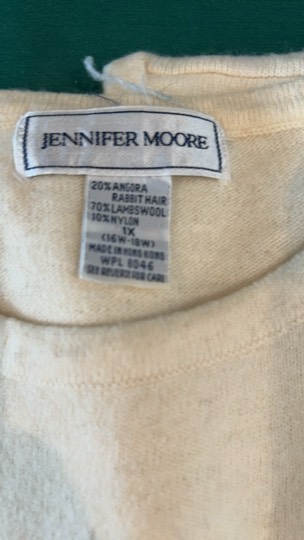 JENNIFER MOORE
20% ANGORA
RABBIT HAIR
70% LAMBSWOOL
10% NYLON
1X
(16W-18W)
MADE IN HONG KONG
WPL 8046
SEE REVERSE FOR CARE